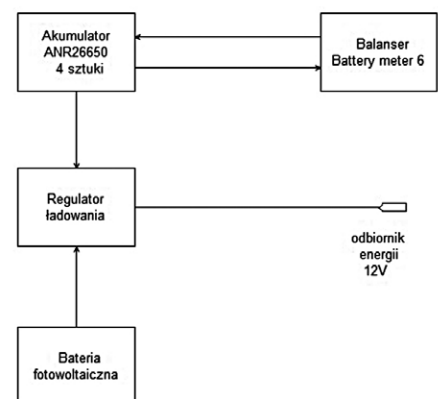 Akumulator
ANR26650
4 sztuki
Balanser
Battery meter 6
Regulator
ładowania
odbiornik
energii
12V
Bateria
fotowoltaiczna